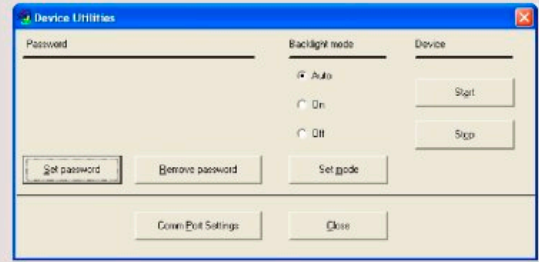 Device Utilities
Password
Backlight mode
Device
Auto
On
Off
Start
Stop
Set password
Remove password
Set mode
Comm Port Settings
Close